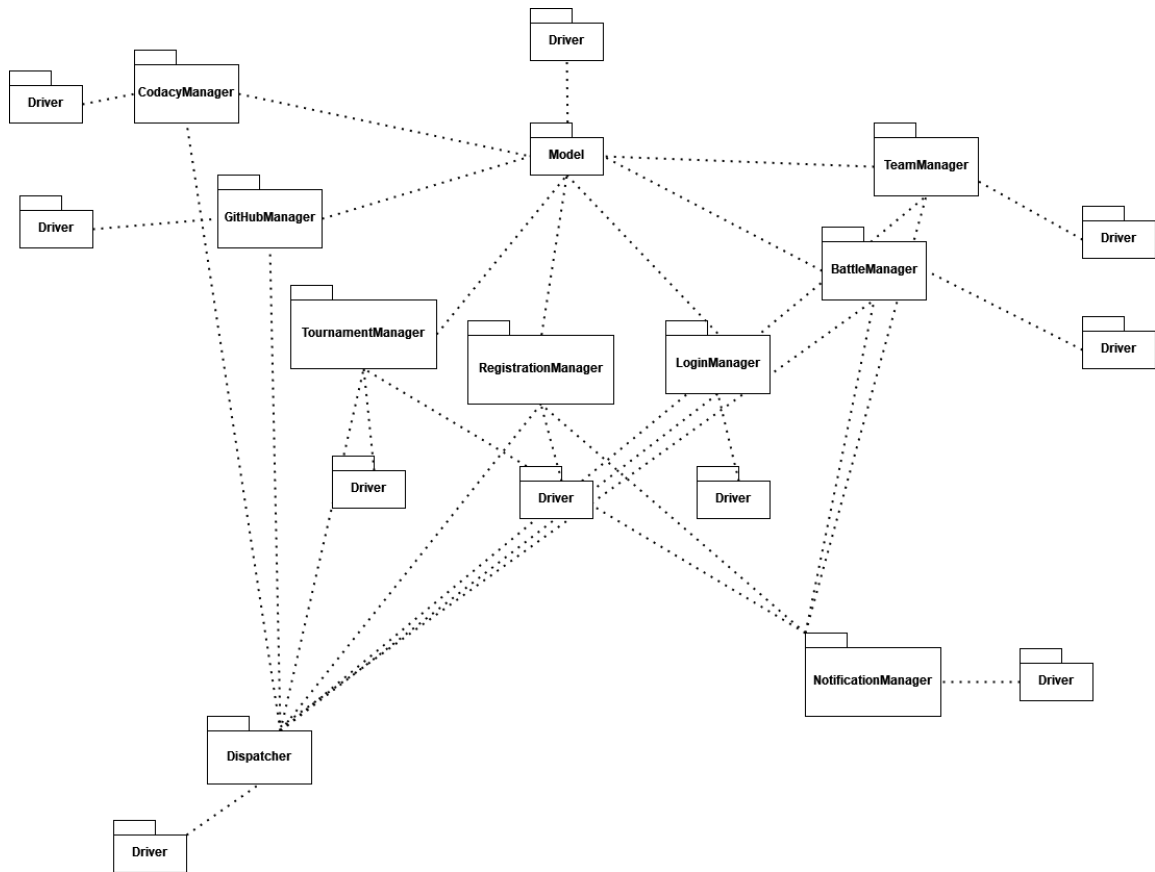 Driver
CodacyManager
Driver
Model
TeamManager
GitHubManager
Driver
Driver
BattleManager
TournamentManager
Driver
RegistrationManager
LoginManager
Driver
Driver
Driver
NotificationManager
Driver
Dispatcher
Driver